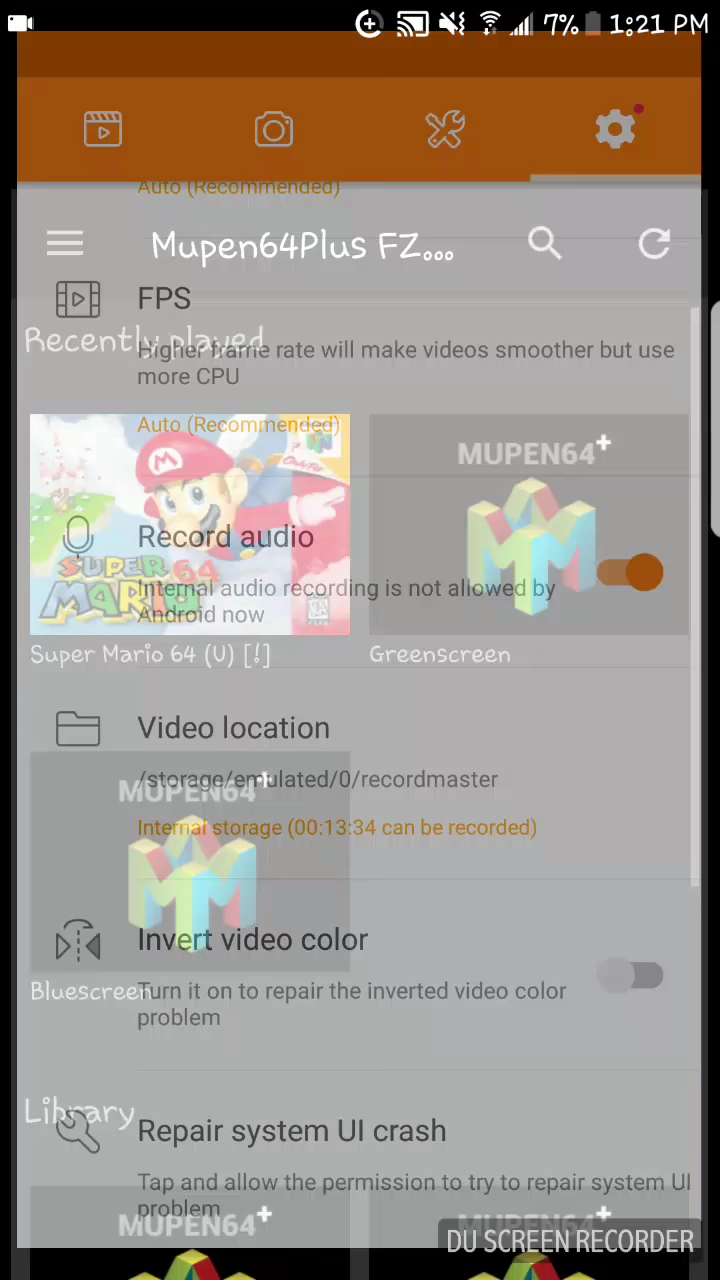 7% 1:21 PM
Auto (Recommended)
Mupen64Plus FZ...
FPS
Recently played
Higher frame rate will make videos smoother but use
more CPU
Auto (Recommended)
MUPEN64+
Record audio
SUPER
MARIO 64
Internal audio recording is not allowed by
Android now
Super Mario 64 (U) [!]
Greenscreen
Video location
/storage/emulated/0/recordmaster
MUPEN64+
Internal storage (00:13:34 can be recorded)
Invert video color
Bluescreen
Turn it on to repair the inverted video color
problem
Library
Repair system UI crash
Tap and allow the permission to try to repair system UI
problem
MUPEN64+
MUPEN64+
DU SCREEN RECORDER